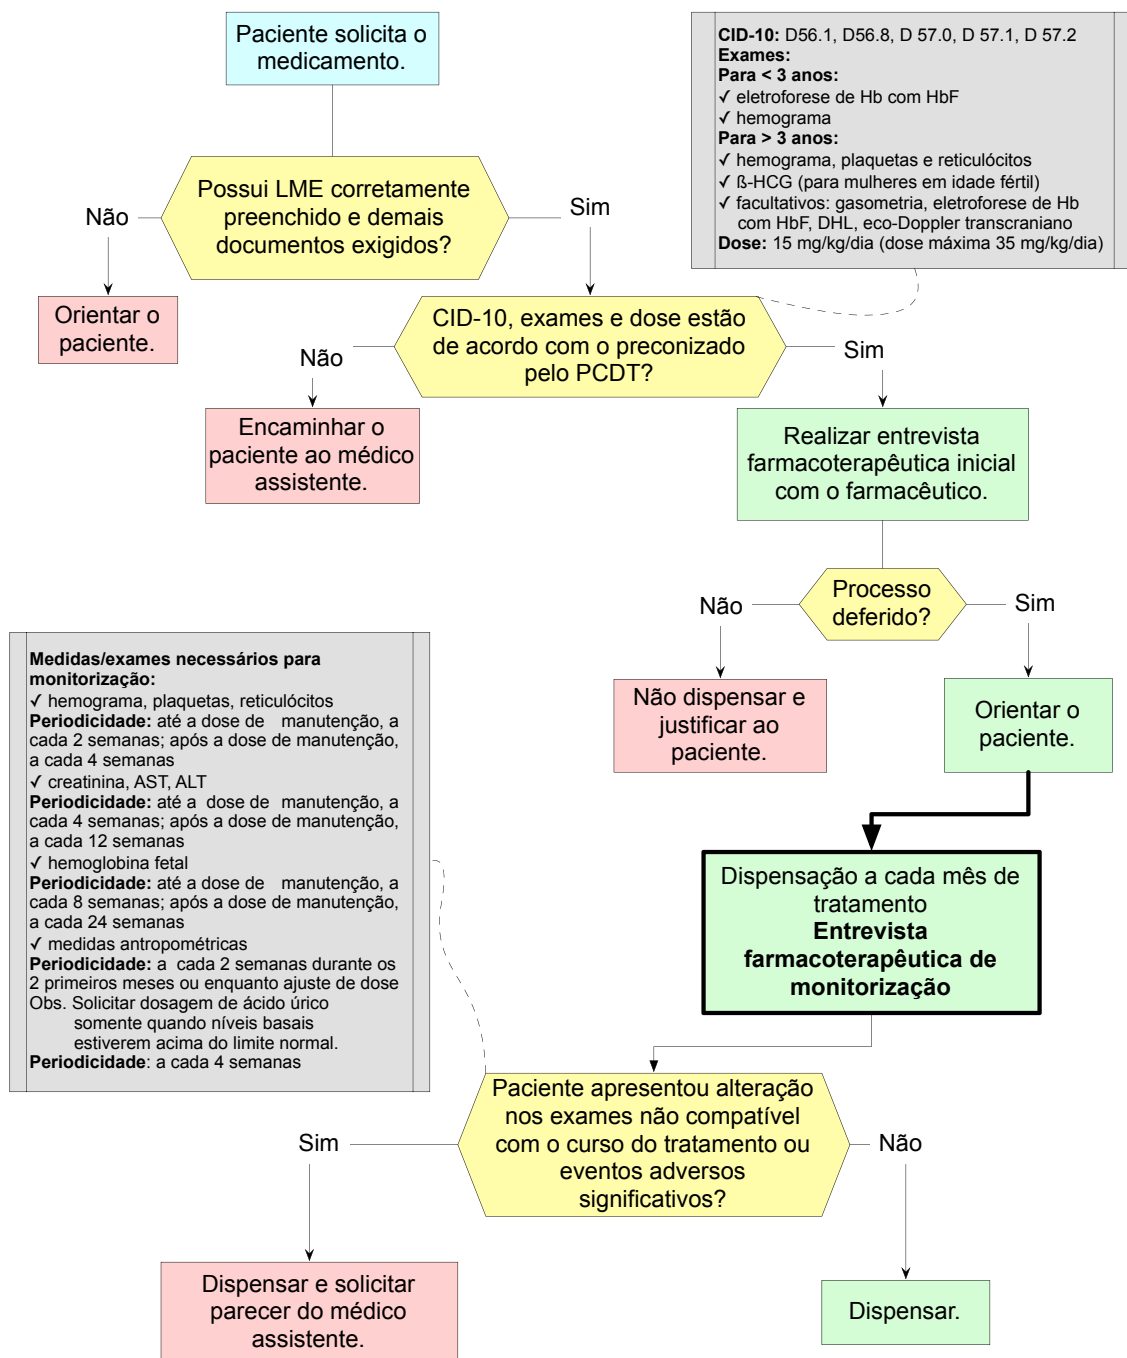 Paciente solicita o
medicamento.
CID-10: D56.1, D56.8, D 57.0, D 57.1, D 57.2
Exames:
Para < 3 anos:
✓ eletroforese de Hb com HbF
✓ hemograma
Para > 3 anos:
✓ hemograma, plaquetas e reticulócitos
✓ ß-HCG (para mulheres em idade fértil)
✓ facultativos: gasometria, eletroforese de Hb
com HbF, DHL, eco-Doppler transcraniano
Dose: 15 mg/kg/dia (dose máxima 35 mg/kg/dia)
Possui LME corretamente
preenchido e demais
documentos exigidos?
Não
Sim
Orientar o
paciente.
CID-10, exames e dose estão
de acordo com o preconizado
pelo PCDT?
Não
Sim
Encaminhar o
paciente ao médico
assistente.
Realizar entrevista
farmacoterapêutica inicial
com o farmacêutico.
Processo
deferido?
Não
Sim
Não dispensar e
justificar ao
paciente.
Orientar o
paciente.
Medidas/exames necessários para
monitorização:
✓ hemograma, plaquetas, reticulócitos
Periodicidade: até a dose de manutenção, a
cada 2 semanas; após a dose de manutenção,
a cada 4 semanas
✓ creatinina, AST, ALT
Periodicidade: até a dose de manutenção, a
cada 4 semanas; após a dose de manutenção,
a cada 12 semanas
✓ hemoglobina fetal
Periodicidade: até a dose de manutenção, a
cada 8 semanas; após a dose de manutenção,
a cada 24 semanas
✓ medidas antropométricas
Periodicidade: a cada 2 semanas durante os
2 primeiros meses ou enquanto ajuste de dose
Obs. Solicitar dosagem de ácido úrico
somente quando níveis basais
estiverem acima do limite normal.
Periodicidade: a cada 4 semanas
Dispensação a cada mês de
tratamento
Entrevista
farmacoterapêutica de
monitorização
Paciente apresentou alteração
nos exames não compatível
com o curso do tratamento ou
eventos adversos
significativos?
Sim
Não
Dispensar e solicitar
parecer do médico
assistente.
Dispensar.